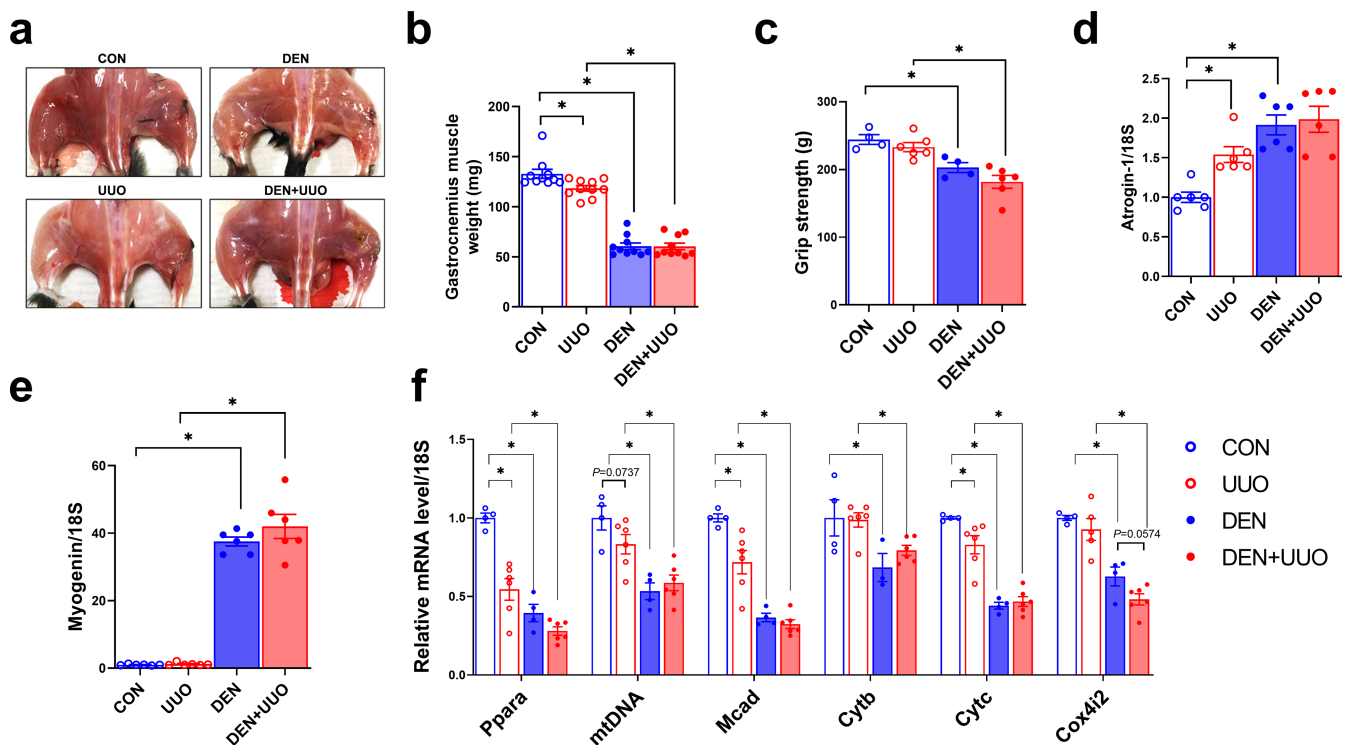 a
CON
DEN
UUO
DEN+UUO
b
Gastrocnemius muscle
weight (mg)
200
150
100
50
0
*
*
*
CON
UUO
DEN
DEN+UUO
c
Grip strength (g)
300
200
100
0
*
*
CON
UUO
DEN
DEN+UUO
d
Atrogin-1/18S
2.5
2.0
1.5
1.0
0.5
0.0
*
*
CON
UUO
DEN
DEN+UUO
e
Myogenin/18S
60
40
20
0
*
*
CON
UUO
DEN
DEN+UUO
f
Relative mRNA level/18S
1.5
1.0
0.5
0.0
*
*
*
*
*
P=0.0737
*
*
*
*
*
*
*
*
*
*
P=0.0574
Ppara
mtDNA
Mcad
Cytb
Cytc
Cox4i2
CON
UUO
DEN
DEN+UUO